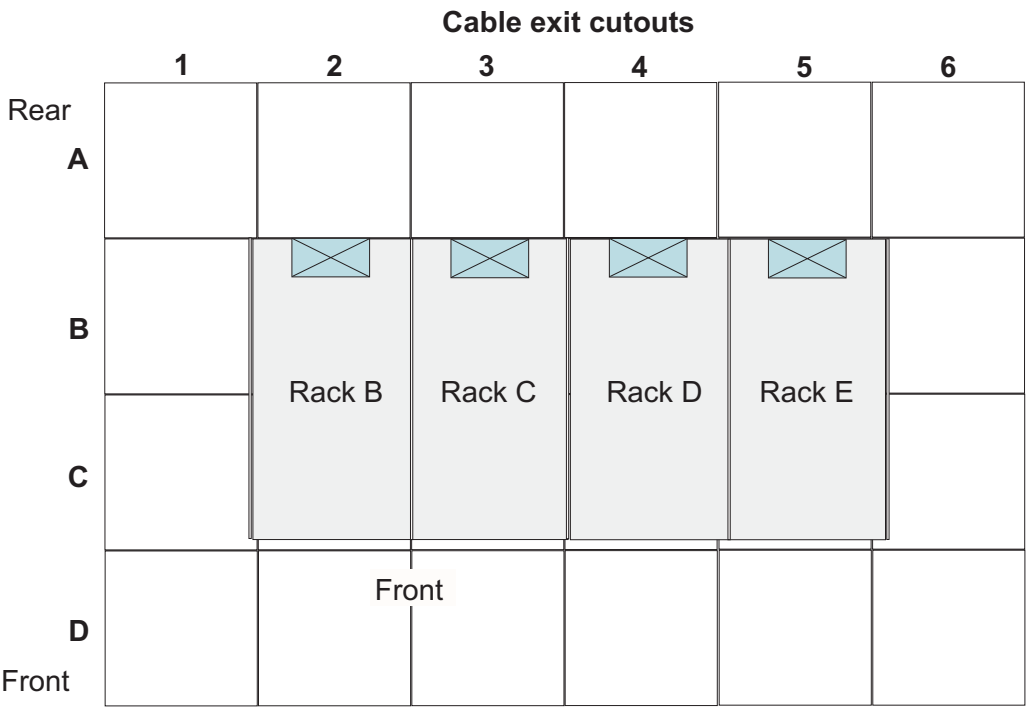 Cable exit cutouts
1 2 3 4 5 6
Rear
A
B
Rack B Rack C Rack D Rack E
C
Front
D
Front